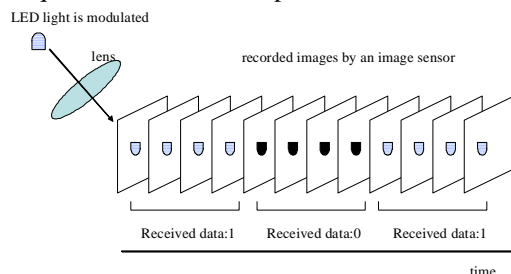 LED light is modulated
lens
recorded images by an image sensor
Received data:1
Received data:0
Received data:1
time